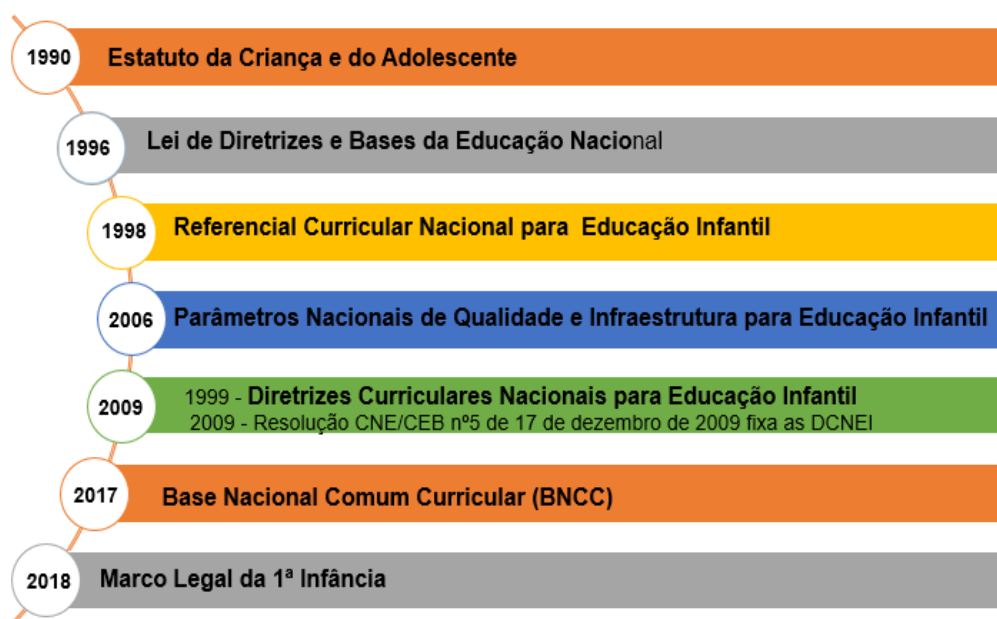 1990 Estatuto da Criança e do Adolescente
1996 Lei de Diretrizes e Bases da Educação Nacional
1998 Referencial Curricular Nacional para Educação Infantil
2006 Parâmetros Nacionais de Qualidade e Infraestrutura para Educação Infantil
2009 1999 - Diretrizes Curriculares Nacionais para Educação Infantil
2009 - Resolução CNE/CEB nº5 de 17 de dezembro de 2009 fixa as DCNEI
2017 Base Nacional Comum Curricular (BNCC)
2018 Marco Legal da 1ª Infância